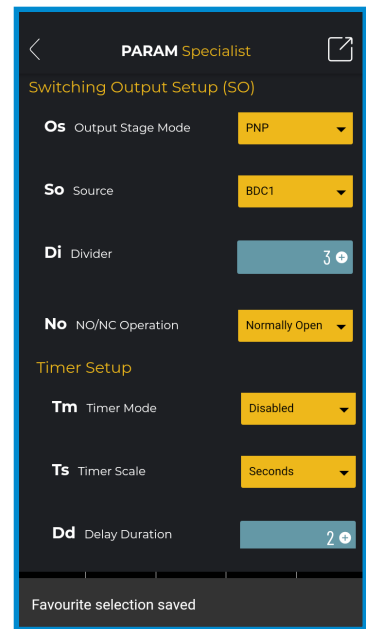 PARAM Specialist
Switching Output Setup (SO)
Os Output Stage Mode PNP
So Source BDC1
Di Divider 3
No NO/NC Operation Normally Open
Timer Setup
Tm Timer Mode Disabled
Ts Timer Scale Seconds
Dd Delay Duration 2
Favourite selection saved